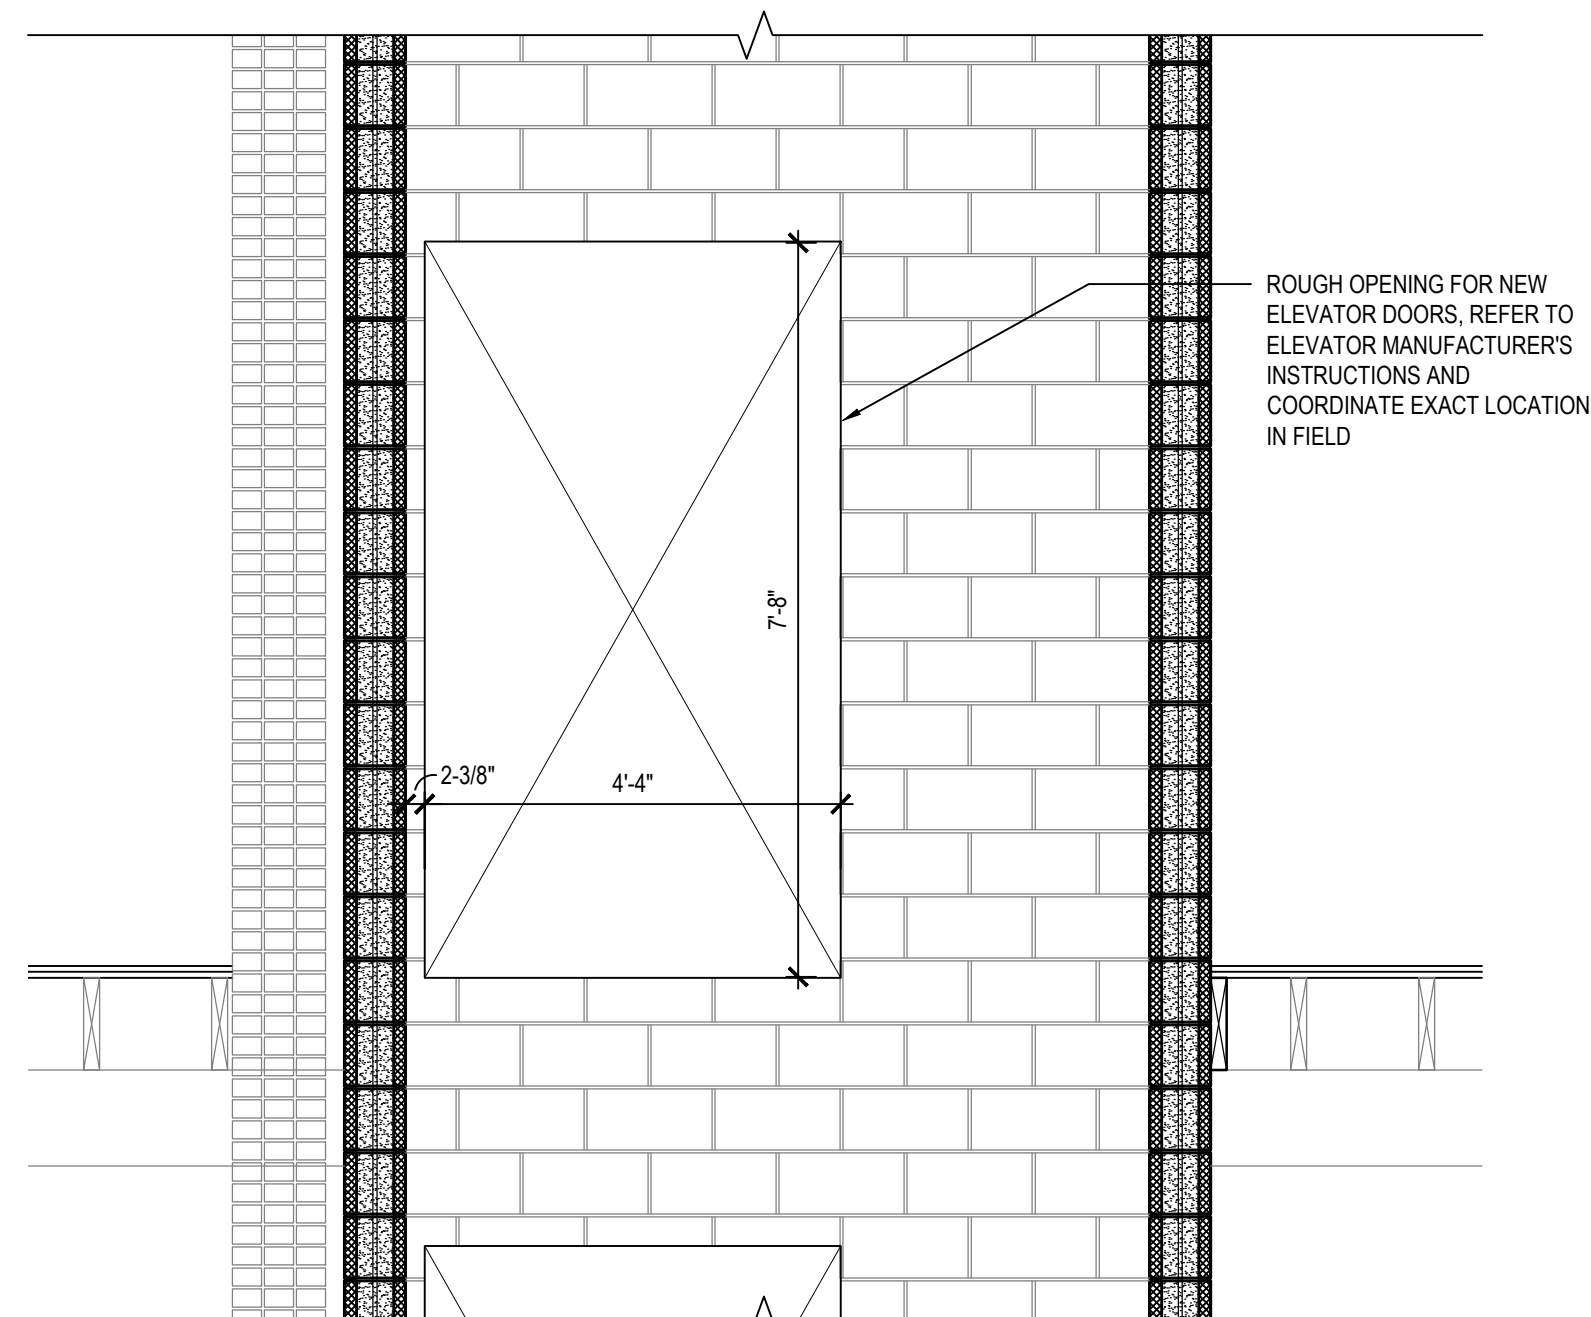 ROUGH OPENING FOR NEW
ELEVATOR DOORS, REFER TO
ELEVATOR MANUFACTURER'S
INSTRUCTIONS AND
COORDINATE EXACT LOCATION
IN FIELD
7'-8"
2-3/8"
4'-4"